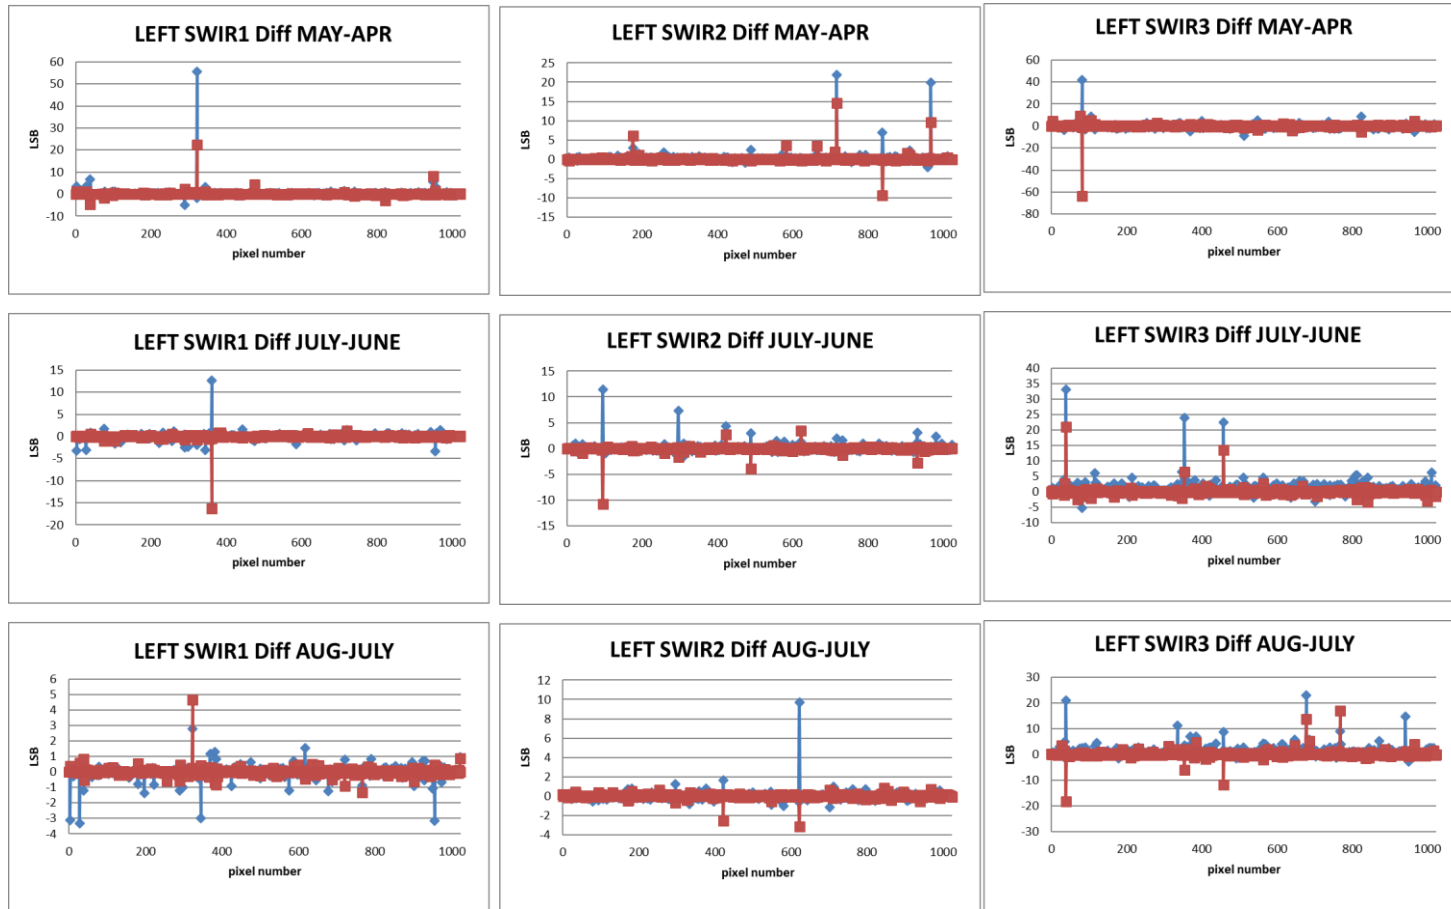 LEFT SWIR1 Diff MAY-APR
60
50
40
30
20
10
0
-10
LSB
0 200 400 600 800 1000
pixel number
LEFT SWIR2 Diff MAY-APR
25
20
15
10
5
0
-5
-10
-15
LSB
0 200 400 600 800 1000
pixel number
LEFT SWIR3 Diff MAY-APR
60
40
20
0
-20
-40
-60
-80
LSB
0 200 400 600 800 1000
pixel number
LEFT SWIR1 Diff JULY-JUNE
15
10
5
0
-5
-10
-15
-20
LSB
0 200 400 600 800 1000
pixel number
LEFT SWIR2 Diff JULY-JUNE
15
10
5
0
-5
-10
-15
LSB
0 200 400 600 800 1000
pixel number
LEFT SWIR3 Diff JULY-JUNE
40
35
30
25
20
15
10
5
0
-5
-10
LSB
0 200 400 600 800 1000
pixel number
LEFT SWIR1 Diff AUG-JULY
6
5
4
3
2
1
0
-1
-2
-3
-4
LSB
0 200 400 600 800 1000
pixel number
LEFT SWIR2 Diff AUG-JULY
12
10
8
6
4
2
0
-2
-4
LSB
0 200 400 600 800 1000
pixel number
LEFT SWIR3 Diff AUG-JULY
30
20
10
0
-10
-20
-30
LSB
0 200 400 600 800 1000
pixel number